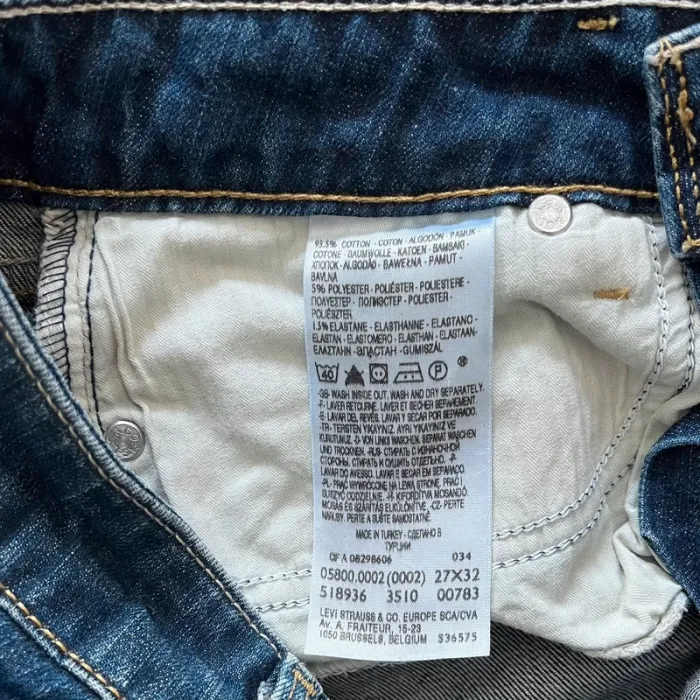 93.5% COTTON - COTON - ALGODÓN - PAMUK -
COTONE - BAUMWOLLE - KATOEN - BAMBAKI -
ХЛОПОК - ALGODÃO - BAWEŁNA - PAMUT -
BAVLNA
5% POLYESTER - POLIÉSTER - POLIESTERE -
ПОЛУЕΣТЕР - ПОЛИЭСТЕР - POLIESTER -
POLIÉSZTER
1.5% ELASTANE - ELASTHANNE - ELASTANO -
ELASTAN - ELASTOMERO - ELASTHAN - ELASTAAN-
ΕΛΑΣΤΑΝΗ - ЭЛАСТАН - GUMISZÁL
40 P ®
-GB- WASH INSIDE OUT. WASH AND DRY SEPARATELY.
-F- LAVER RETOURNE. LAVER ET SECHER SEPAREMENT.
-E- LAVAR DEL REVÉS. LAVAR Y SECAR POR SEPARADO.
-TR- TERSTEN YIKAYINIZ. AYRI YIKAYINIZ VE
KURUTUNUZ. -D- VON LINKS WASCHEN. SEPARAT WASCHEN
UND TROCKNEN. -RUS- СТИРАТЬ С ИЗНАНОЧНОЙ
СТОРОНЫ. СТИРАТЬ И СУШИТЬ ОТДЕЛЬНО. -P-
LAVAR DO AVESSO. LAVAR E SECAR EM SEPARADO.
-PL- PRAĆ WYWRÓCONE NA LEWĄ STRONĘ. PRAĆ I
SUSZYĆ ODDZIELNIE. -H- KIFORDÍTVA MOSANDÓ.
MOSÁS ÉS SZÁRÍTÁS ELKÜLÖNÍTVE. -CZ- PERTE
NARUBY. PERTE A SUŠTE SAMOSTATNĚ.
MADE IN TURKEY - СДЕЛАНО В
ТУРЦИИ
CIF A 08298606 034
05800.0002 (0002) 27X32
518936 3510 00783
LEVI STRAUSS & CO. EUROPE SCA/CVA
Av. A. FRAITEUR, 15-23
1050 BRUSSELS, BELGIUM S36575